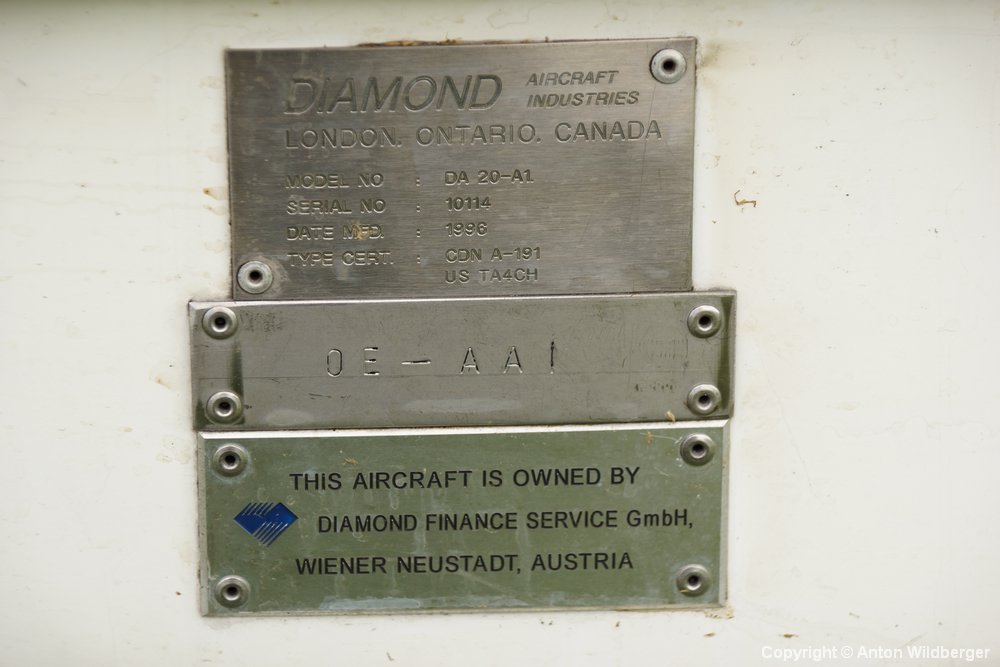 DIAMOND AIRCRAFT INDUSTRIES
LONDON, ONTARIO, CANADA
MODEL NO : DA 20-A1
SERIAL NO : 10114
DATE MFD. : 1996
TYPE CERT. : CDN A-191
US TA4CH
OE-AAI
THIS AIRCRAFT IS OWNED BY
DIAMOND FINANCE SERVICE GmbH,
WIENER NEUSTADT, AUSTRIA
Copyright © Anton Wildberger